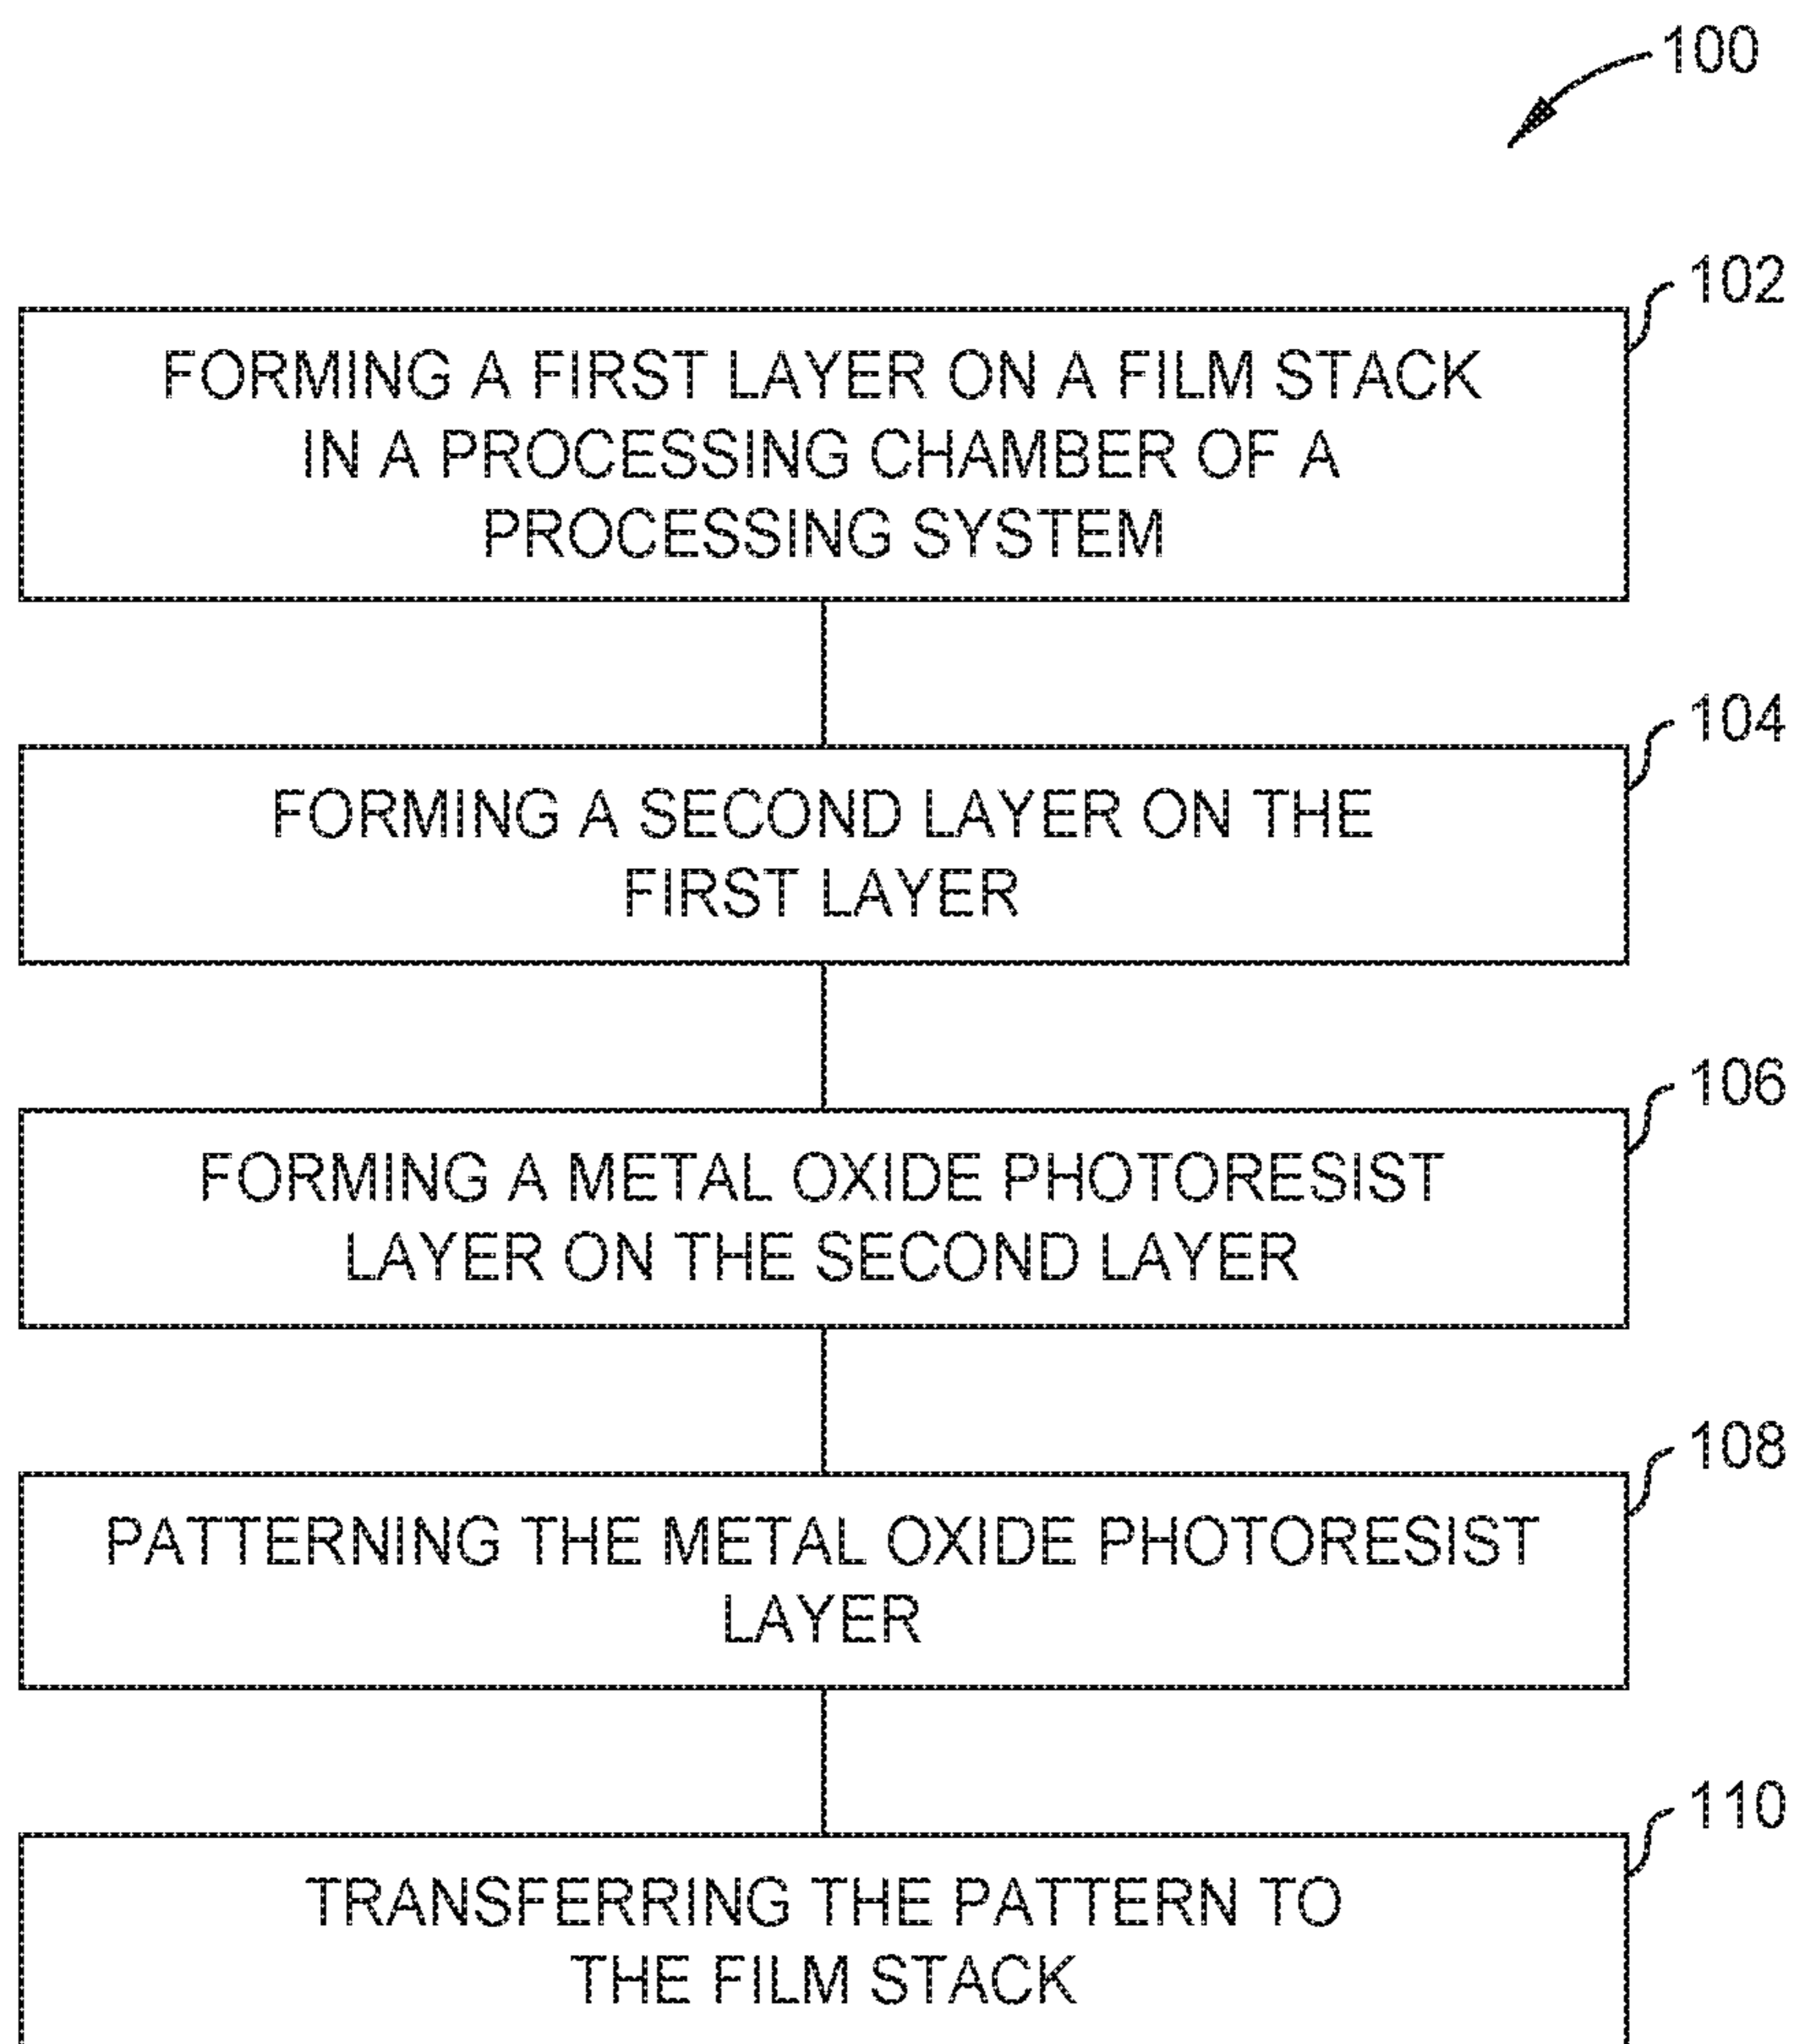 100
102
FORMING A FIRST LAYER ON A FILM STACK
IN A PROCESSING CHAMBER OF A
PROCESSING SYSTEM
104
FORMING A SECOND LAYER ON THE
FIRST LAYER
106
FORMING A METAL OXIDE PHOTORESIST
LAYER ON THE SECOND LAYER
108
PATTERNING THE METAL OXIDE PHOTORESIST
LAYER
110
TRANSFERRING THE PATTERN TO
THE FILM STACK